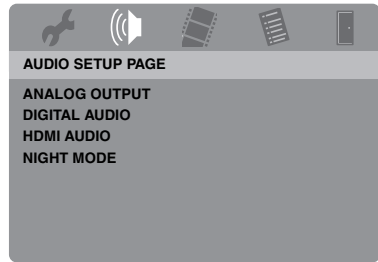 AUDIO SETUP PAGE
ANALOG OUTPUT
DIGITAL AUDIO
HDMI AUDIO
NIGHT MODE